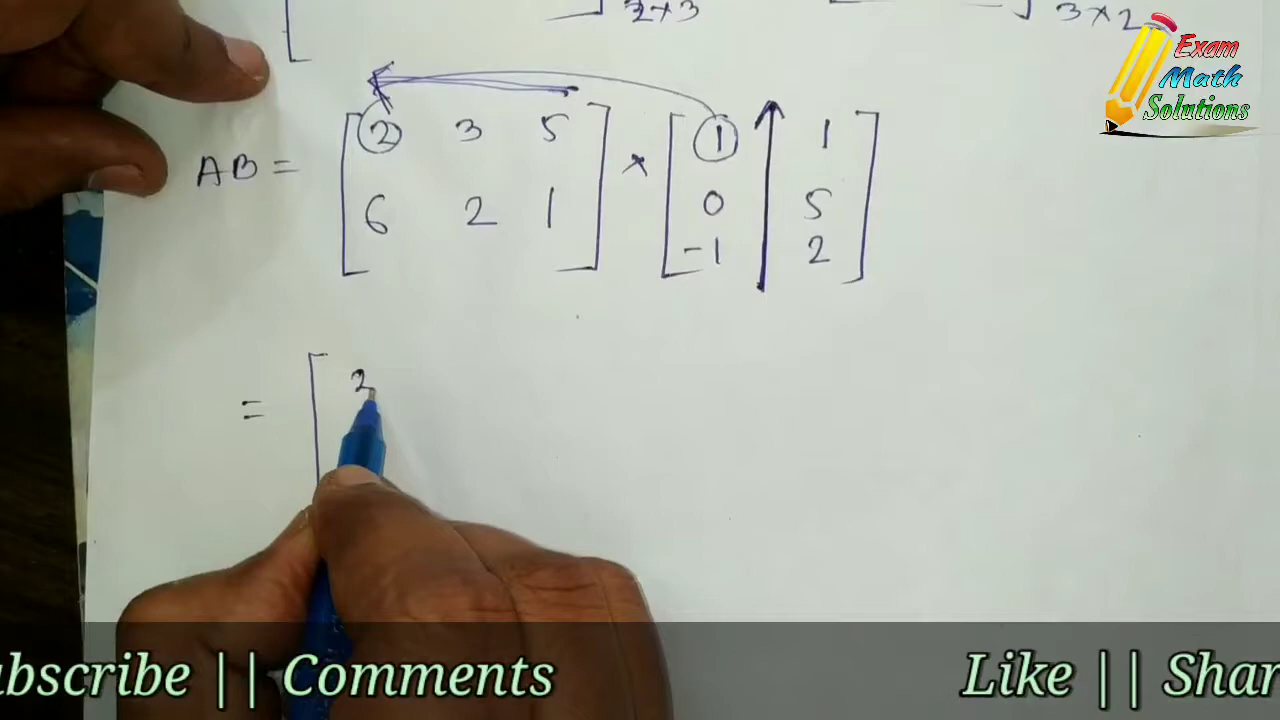 2×3 3×2
Exam
Math
Solutions
AB = [ 2 3 5 ] × [ 1 1 ]
6 2 1 0 5
-1 2
= [ 2
ubscribe || Comments Like || Shar